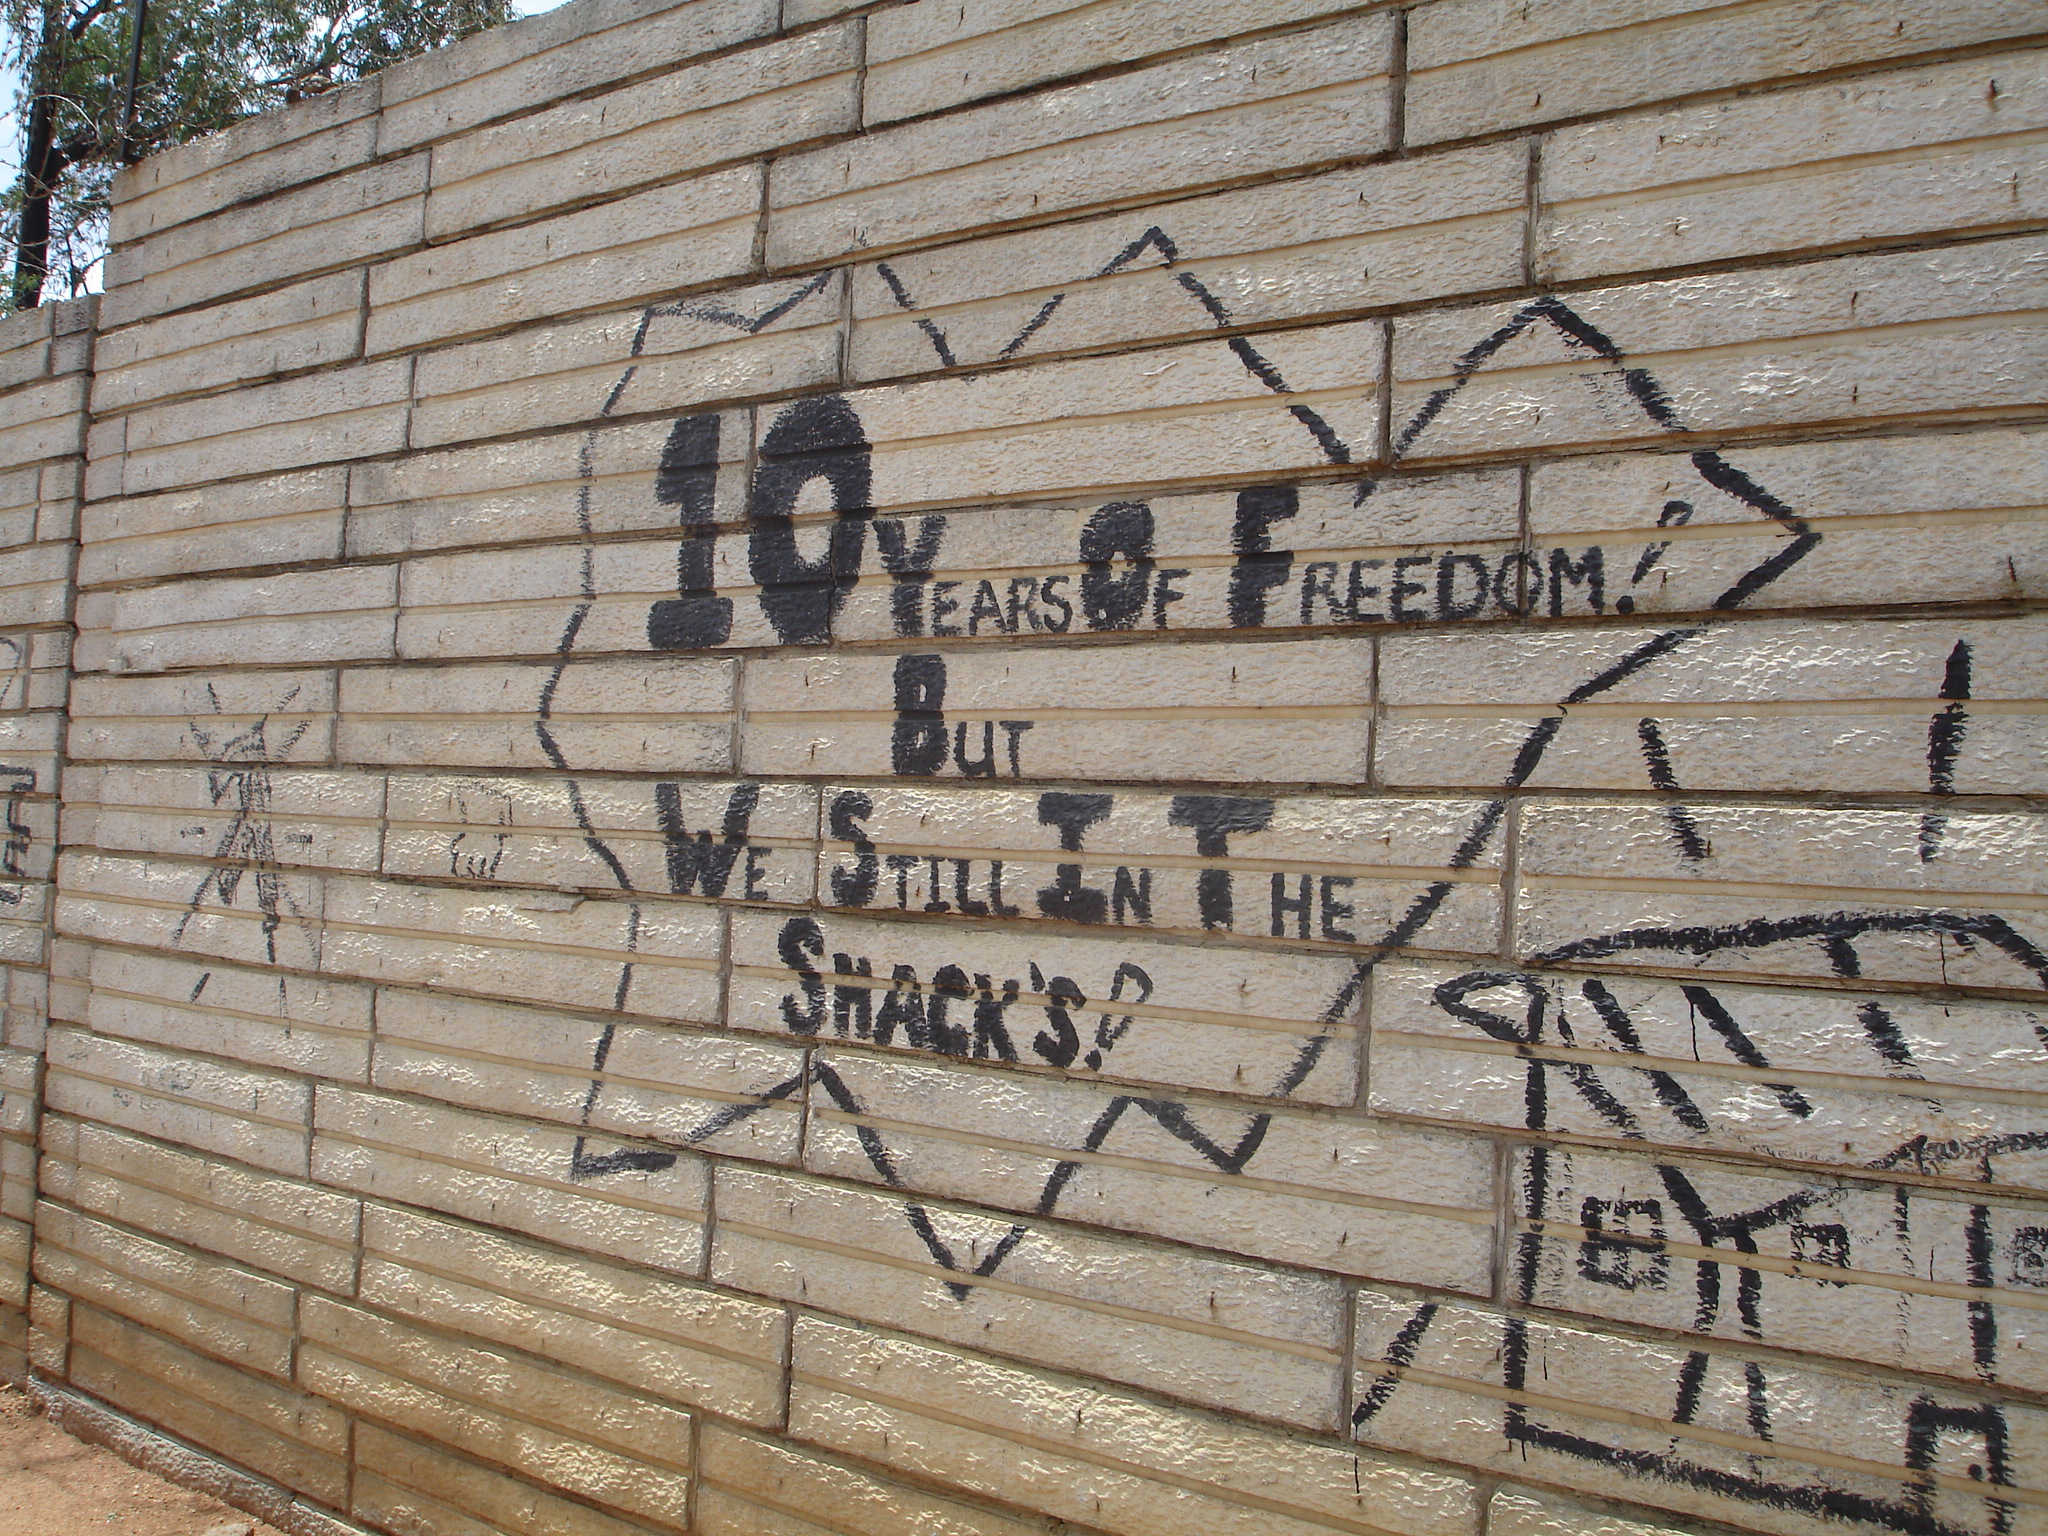 10 YEARS OF FREEDOM!
BUT
WE STILL IN THE
SHACK'S!